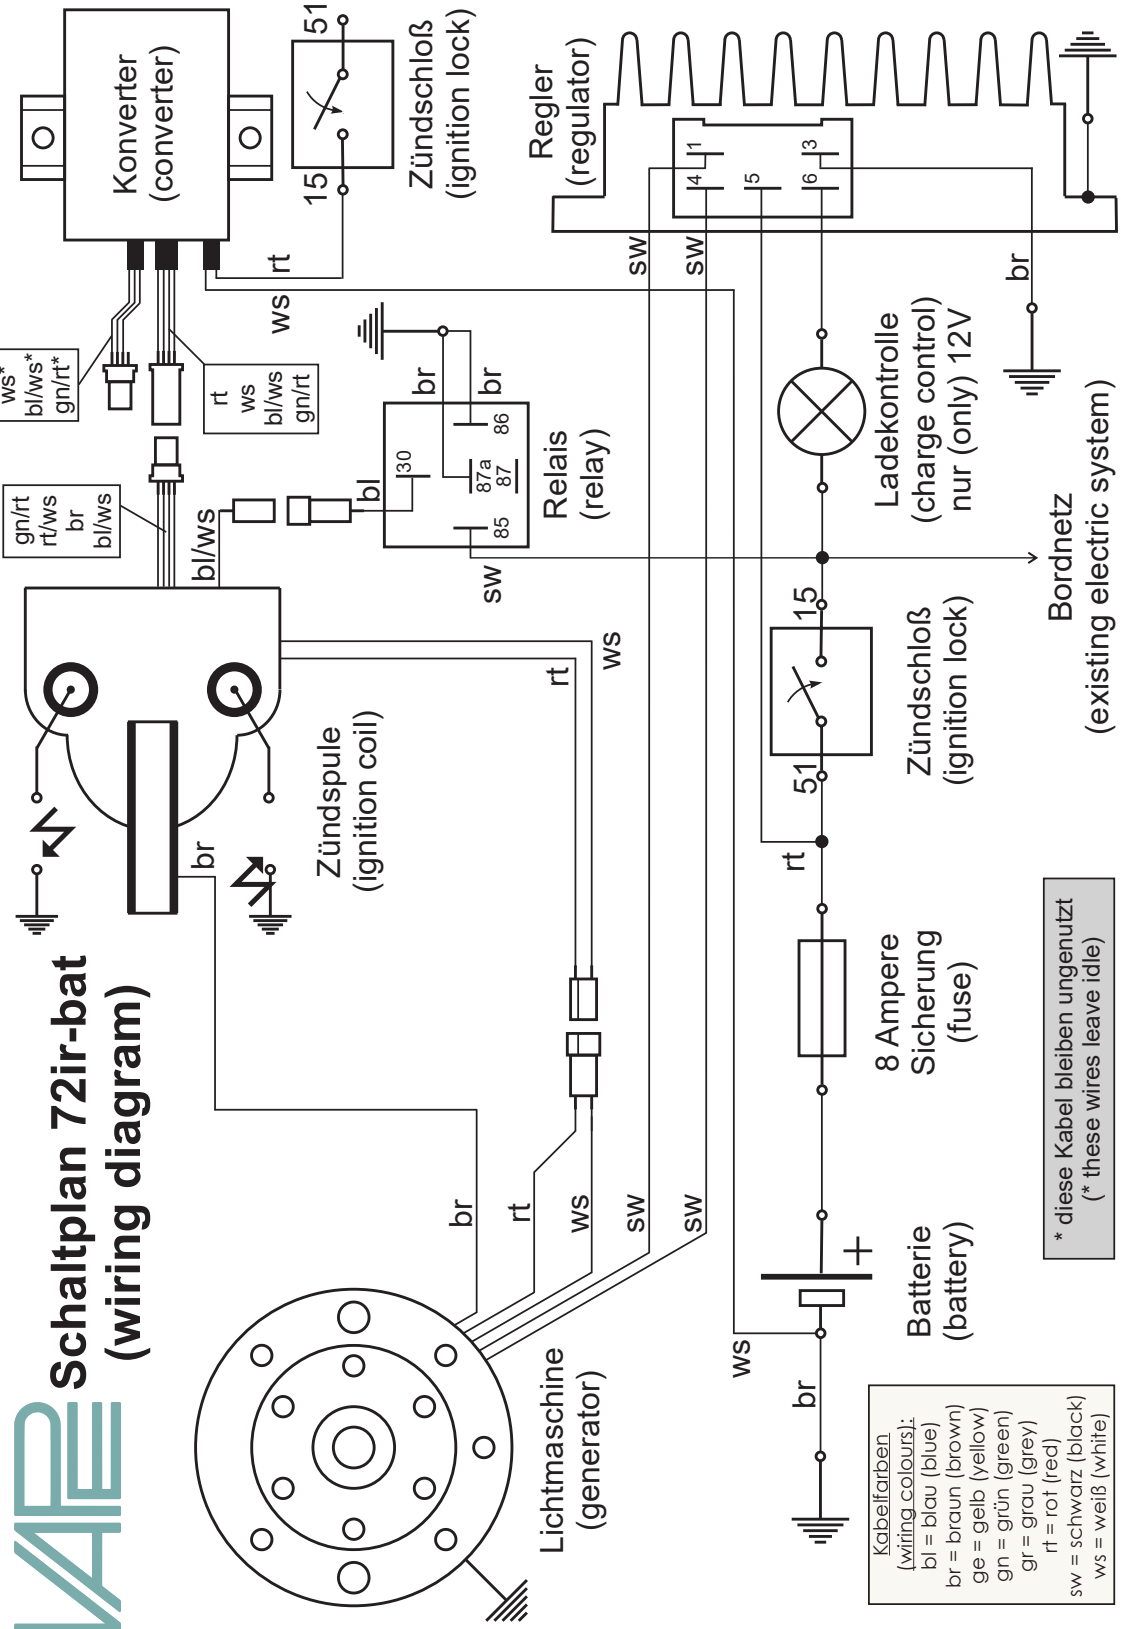 VAPE
Schaltplan 72ir-bat
(wiring diagram)
Konverter
(converter)
51
15
Zündschloß
(ignition lock)
Regler
(regulator)
1
3
4
5
6
rt
ws
sw
sw
br
ws*
bl/ws*
gn/rt*
rt
ws
bl/ws
gn/rt
gn/rt
rt/ws
br
bl/ws
bl/ws
bl
br
br
30
86
87a
87
85
Relais
(relay)
sw
Ladekontrolle
(charge control)
nur (only) 12V
Bordnetz
(existing electric system)
15
51
Zündschloß
(ignition lock)
rt
ws
Zündspule
(ignition coil)
br
rt
8 Ampere
Sicherung
(fuse)
br
rt
ws
sw
sw
Lichtmaschine
(generator)
Batterie
(battery)
+
ws
br
* diese Kabel bleiben ungenutzt
(* these wires leave idle)
Kabelfarben
(wiring colours):
bl = blau (blue)
br = braun (brown)
ge = gelb (yellow)
gn = grün (green)
gr = grau (grey)
rt = rot (red)
sw = schwarz (black)
ws = weiß (white)